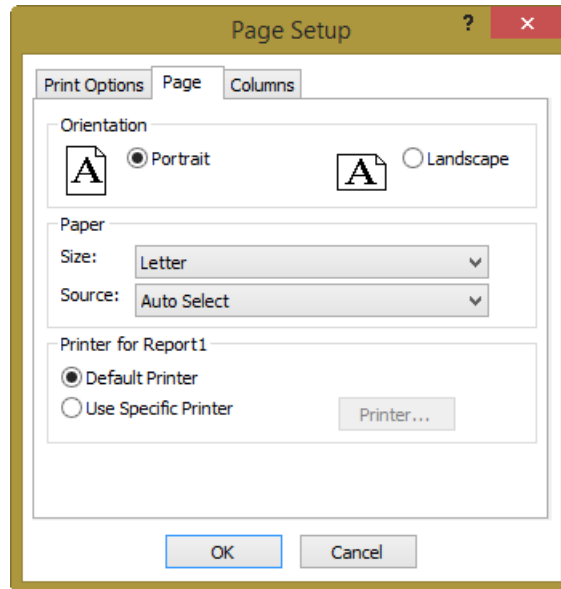 Page Setup ? ×
Print Options Page Columns
Orientation
A Portrait A Landscape
Paper
Size: Letter
Source: Auto Select
Printer for Report1
Default Printer
Use Specific Printer Printer...
OK Cancel